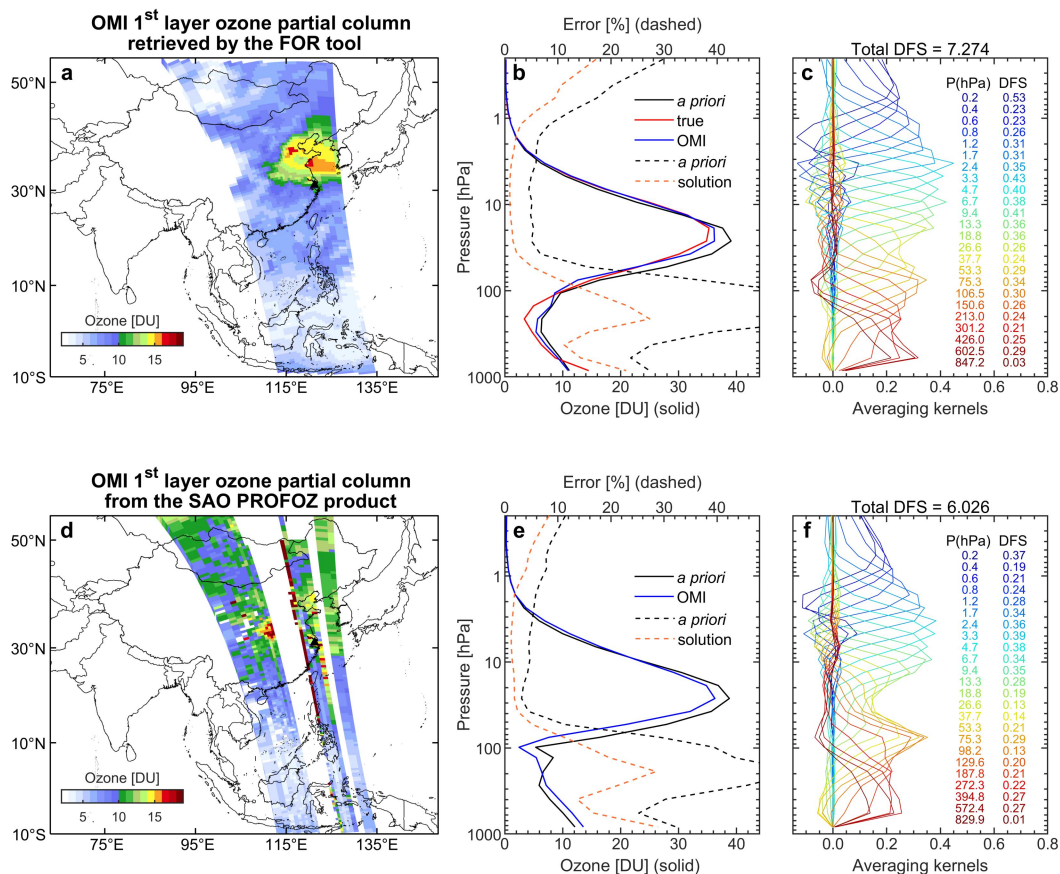 OMI 1st layer ozone partial column
retrieved by the FOR tool
a
50°N
30°N
10°N
10°S
75°E
95°E
115°E
135°E
Ozone [DU]
5
10
15
Error [%] (dashed)
0
10
20
30
40
b
a priori
true
OMI
a priori
solution
Pressure [hPa]
1
10
100
1000
0
10
20
30
40
Ozone [DU] (solid)
Total DFS = 7.274
c
P(hPa) DFS
0.2 0.53
0.4 0.23
0.6 0.23
0.8 0.26
1.2 0.31
1.7 0.31
2.4 0.35
3.3 0.43
4.7 0.40
6.7 0.38
9.4 0.41
13.3 0.36
18.8 0.36
26.6 0.26
37.7 0.24
53.3 0.29
75.3 0.34
106.5 0.30
150.6 0.26
213.0 0.24
301.2 0.21
426.0 0.25
602.5 0.29
847.2 0.03
0.0
0.2
0.4
0.6
0.8
Averaging kernels
OMI 1st layer ozone partial column
from the SAO PROFOZ product
d
50°N
30°N
10°N
10°S
75°E
95°E
115°E
135°E
Ozone [DU]
5
10
15
Error [%] (dashed)
0
10
20
30
40
e
a priori
OMI
a priori
solution
Pressure [hPa]
1
10
100
1000
0
10
20
30
40
Ozone [DU] (solid)
Total DFS = 6.026
f
P(hPa) DFS
0.2 0.37
0.4 0.19
0.6 0.21
0.8 0.24
1.2 0.28
1.7 0.34
2.4 0.36
3.3 0.39
4.7 0.38
6.7 0.34
9.4 0.35
13.3 0.28
18.8 0.19
26.6 0.13
37.7 0.14
53.3 0.21
75.3 0.29
98.2 0.13
129.6 0.20
187.8 0.21
272.3 0.22
394.8 0.27
572.4 0.27
829.9 0.01
0.0
0.2
0.4
0.6
0.8
Averaging kernels